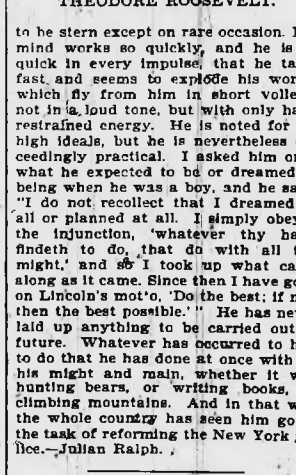 THEODORE ROOSEVELT.
to be stern except on rare occasion.
mind works so quickly, and he is
quick in every impulse, that he ta
fast and seems to explode his wor
which fly from him in short volle
not in a loud tone, but with only ha
restrained energy. He is noted for
high ideals, but he is nevertheless
ceedingly practical. I asked him on
what he expected to be or dreamed
being when he was a boy, and he sa
"I do not recollect that I dreamed
all or planned at all. I simply obey
the injunction, 'whatever thy ha
findeth to do, that do with all t
might,' and so I took up what ca
along as it came. Since then I have go
on Lincoln's mot'o, 'Do the best; if n
then the best possible.'" He has nev
laid up anything to be carried out
future. Whatever has occurred to h
to do that he has done at once with
his might and main, whether it w
hunting bears, or writing books,
climbing mountains. And in that w
the whole country has seen him go
the task of reforming the New York
lice.—Julian Ralph.